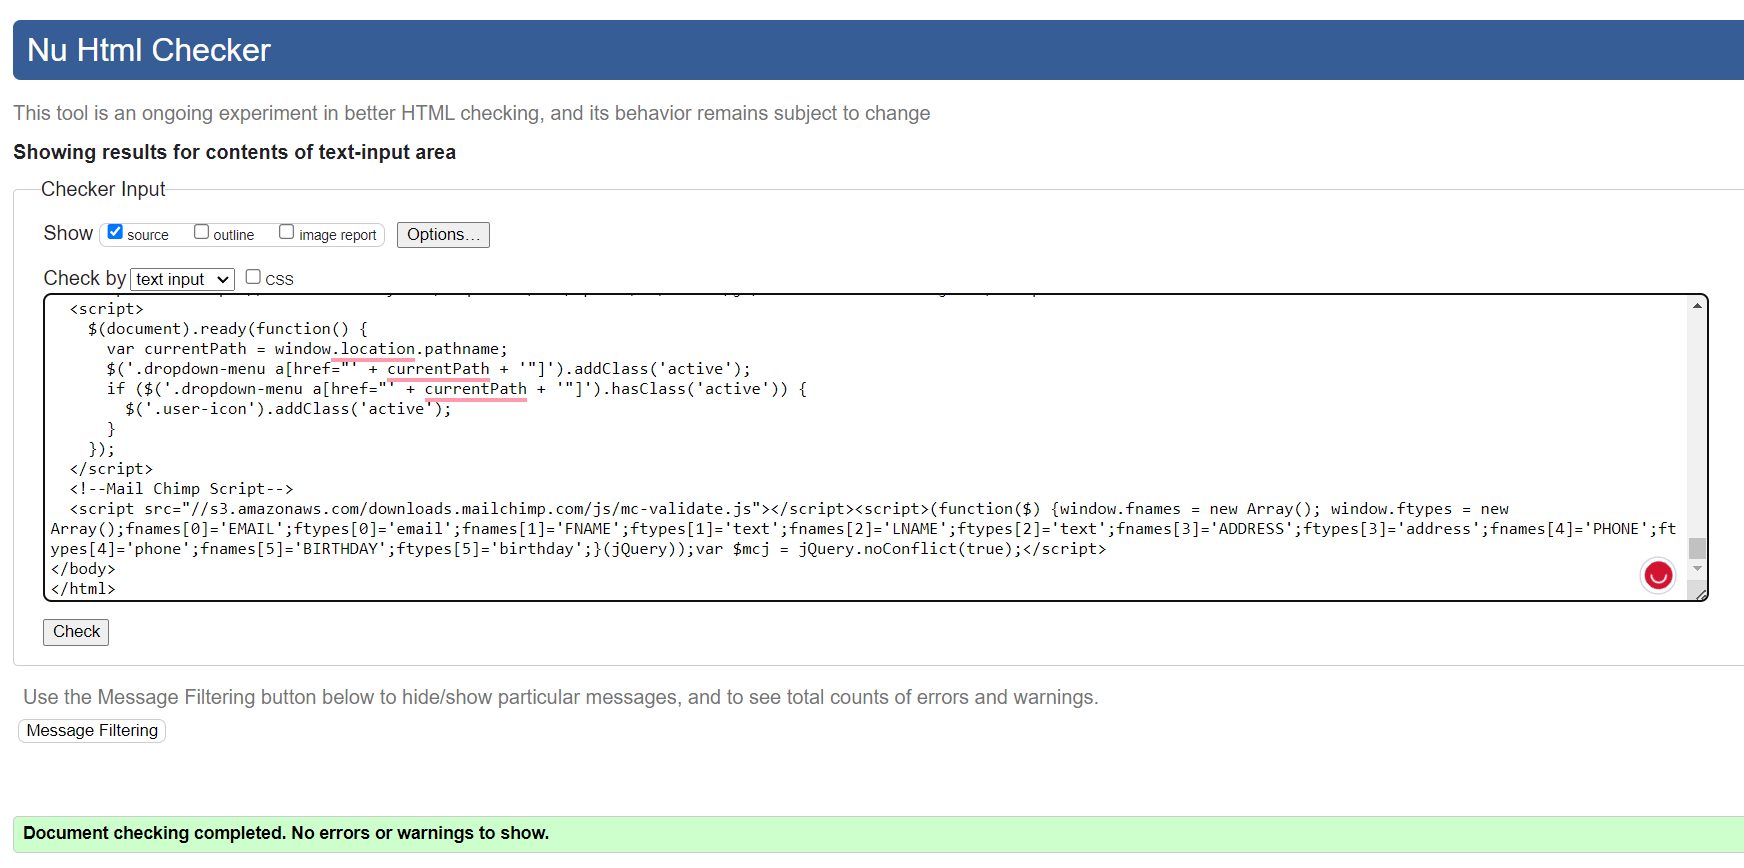 Nu Html Checker
This tool is an ongoing experiment in better HTML checking, and its behavior remains subject to change
Showing results for contents of text-input area
Checker Input
Show source outline image report Options...
Check by text input CSS
<script>
$(document).ready(function() {
var currentPath = window.location.pathname;
$('.dropdown-menu a[href="' + currentPath + '"]').addClass('active');
if ($('.dropdown-menu a[href="' + currentPath + '"]').hasClass('active')) {
$('.user-icon').addClass('active');
}
});
</script>
<!--Mail Chimp Script-->
<script src="//s3.amazonaws.com/downloads.mailchimp.com/js/mc-validate.js"></script><script>(function($) {window.fnames = new Array(); window.ftypes = new
Array();fnames[0]='EMAIL';ftypes[0]='email';fnames[1]='FNAME';ftypes[1]='text';fnames[2]='LNAME';ftypes[2]='text';fnames[3]='ADDRESS';ftypes[3]='address';fnames[4]='PHONE';ft
ypes[4]='phone';fnames[5]='BIRTHDAY';ftypes[5]='birthday';}(jQuery));var $mcj = jQuery.noConflict(true);</script>
</body>
</html>
Check
Use the Message Filtering button below to hide/show particular messages, and to see total counts of errors and warnings.
Message Filtering
Document checking completed. No errors or warnings to show.